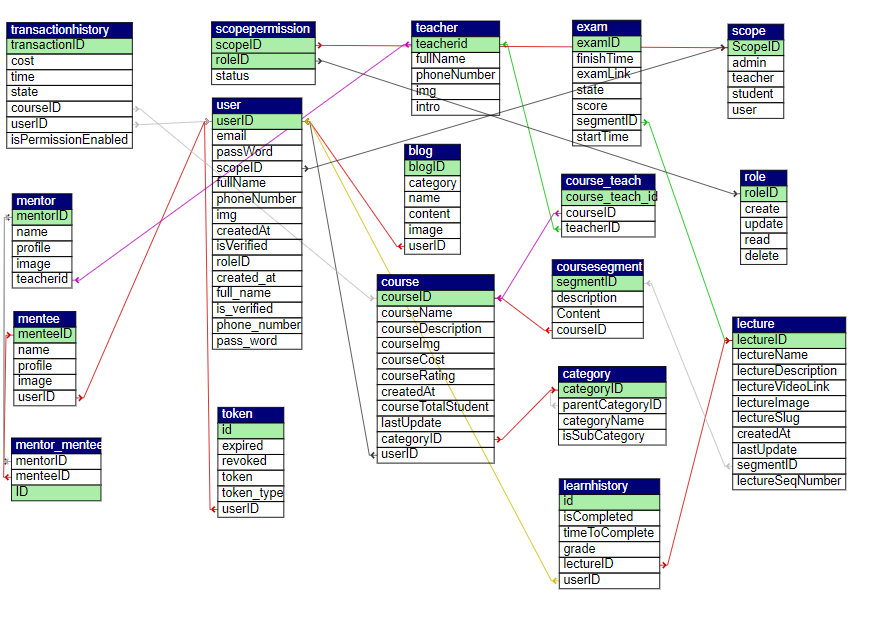 transactionhistory
transactionID
cost
time
state
courseID
userID
isPermissionEnabled
scopepermission
scopeID
roleID
status
teacher
teacherid
fullName
phoneNumber
img
intro
exam
examID
finishTime
examLink
state
score
segmentID
startTime
scope
ScopeID
admin
teacher
student
user
user
userID
email
passWord
scopeID
fullName
phoneNumber
img
createdAt
isVerified
roleID
created_at
full_name
is_verified
phone_number
pass_word
blog
blogID
category
name
content
image
userID
course_teach
course_teach_id
courseID
teacherID
role
roleID
create
update
read
delete
mentor
mentorID
name
profile
image
teacherid
course
courseID
courseName
courseDescription
courseImg
courseCost
courseRating
createdAt
courseTotalStudent
lastUpdate
categoryID
userID
coursesegment
segmentID
description
Content
courseID
mentee
menteeID
name
profile
image
userID
lecture
lectureID
lectureName
lectureDescription
lectureVideoLink
lectureImage
lectureSlug
createdAt
lastUpdate
segmentID
lectureSeqNumber
category
categoryID
parentCategoryID
categoryName
isSubCategory
token
id
expired
revoked
token
token_type
userID
mentor_mentee
mentorID
menteeID
ID
learnhistory
id
isCompleted
timeToComplete
grade
lectureID
userID